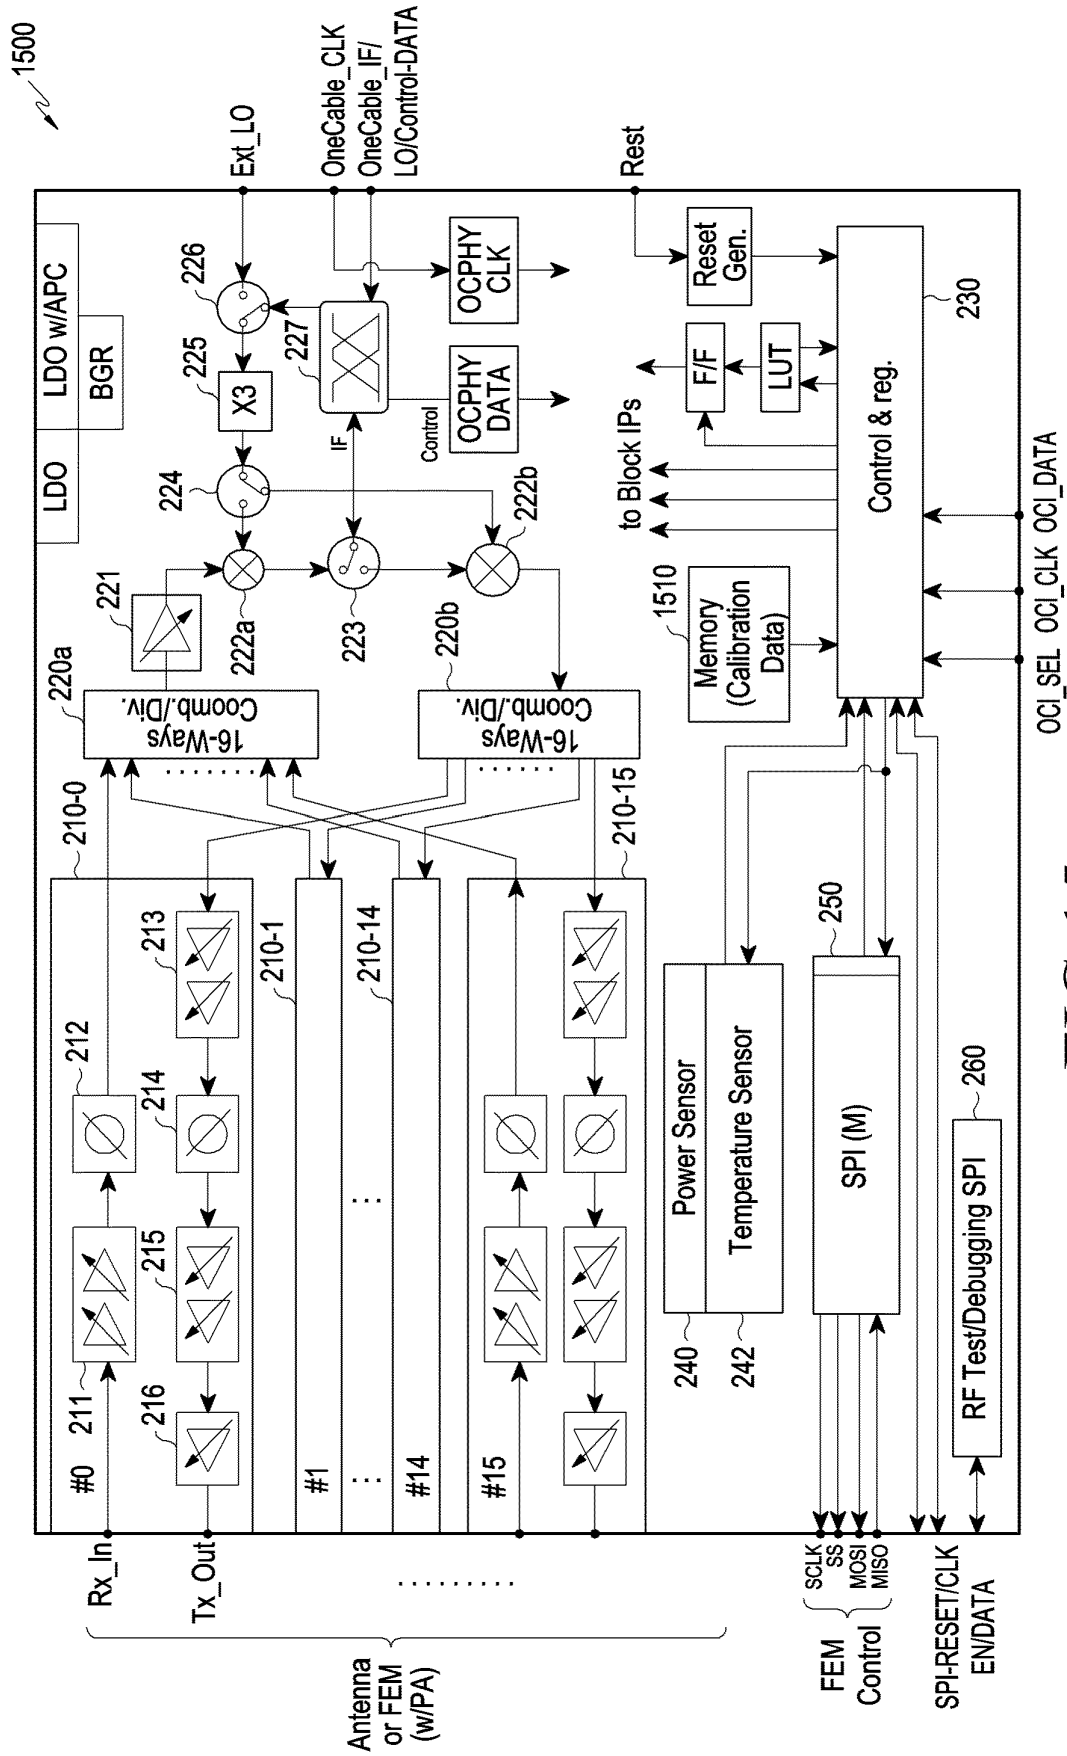 1500
LDO
LDO w/APC
BGR
Ext_LO
OneCable_CLK
OneCable_IF/
LO/Control-DATA
Rest
226
225
X3
224
227
IF
Control
OCPHY
CLK
OCPHY
DATA
221
222a
223
222b
220a
16-Ways
Coomb./Div.
220b
16-Ways
Coomb./Div.
.......
......
210-0
#0
211
212
213
214
215
216
Rx_In
Tx_Out
210-1
#1
...
...
210-14
#14
210-15
#15
.........
Antenna
or FEM
(w/PA)
Reset
Gen.
F/F
LUT
to Block IPs
230
Control & reg.
1510
Memory
(Calibration
Data)
OCI_SEL
OCI_CLK
OCI_DATA
240
Power Sensor
242
Temperature Sensor
250
SPI (M)
260
RF Test/Debugging SPI
SCLK
SS
MOSI
MISO
FEM
Control
SPI-RESET/CLK
EN/DATA